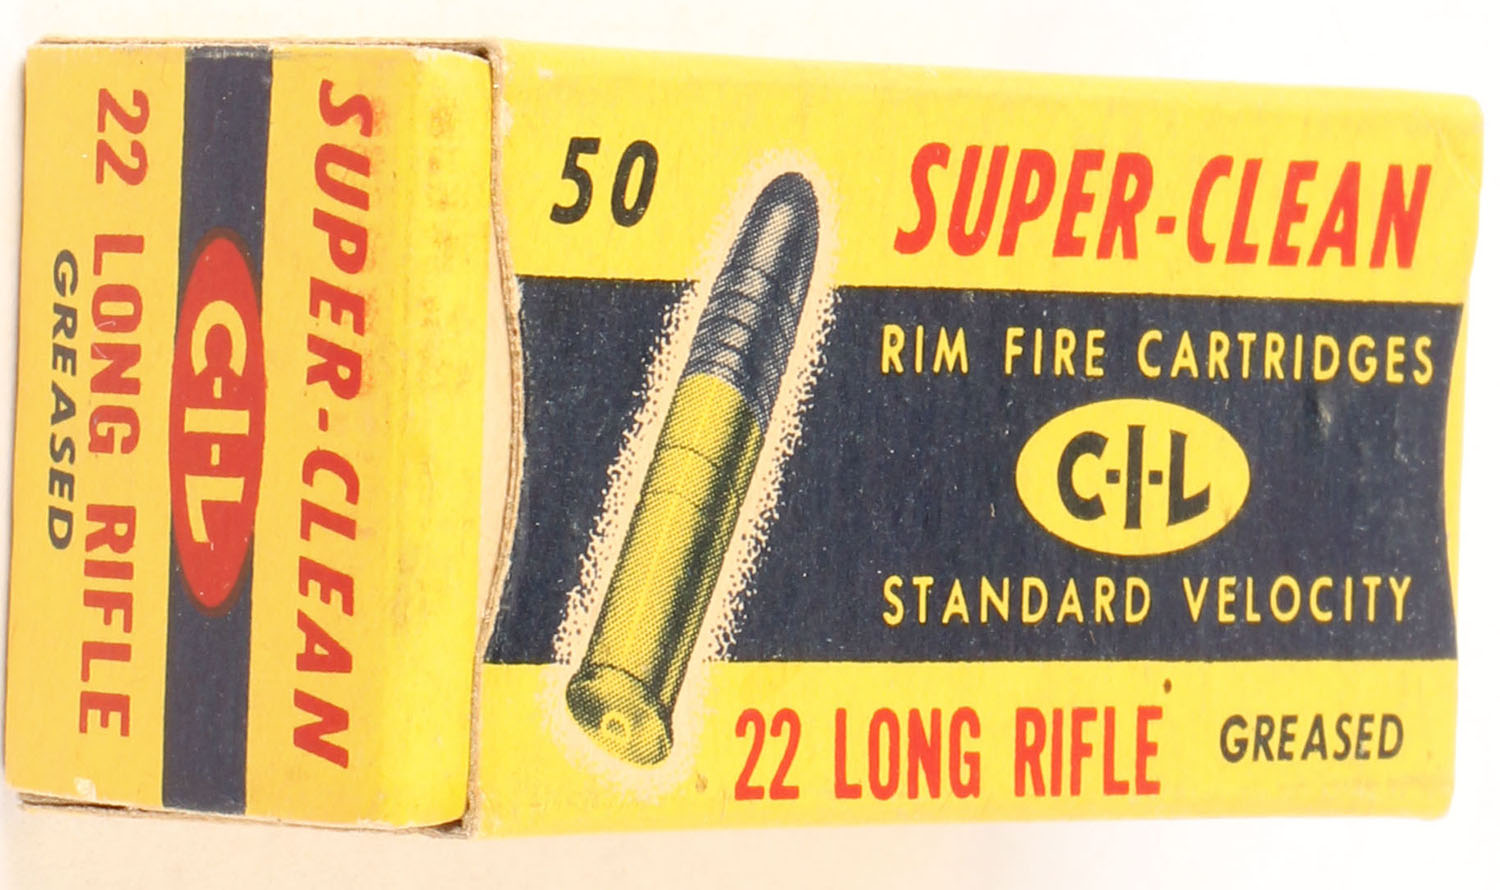 SUPER-CLEAN
C-I-L
22 LONG RIFLE
GREASED
50
SUPER-CLEAN
RIM FIRE CARTRIDGES
C-I-L
STANDARD VELOCITY
22 LONG RIFLE GREASED